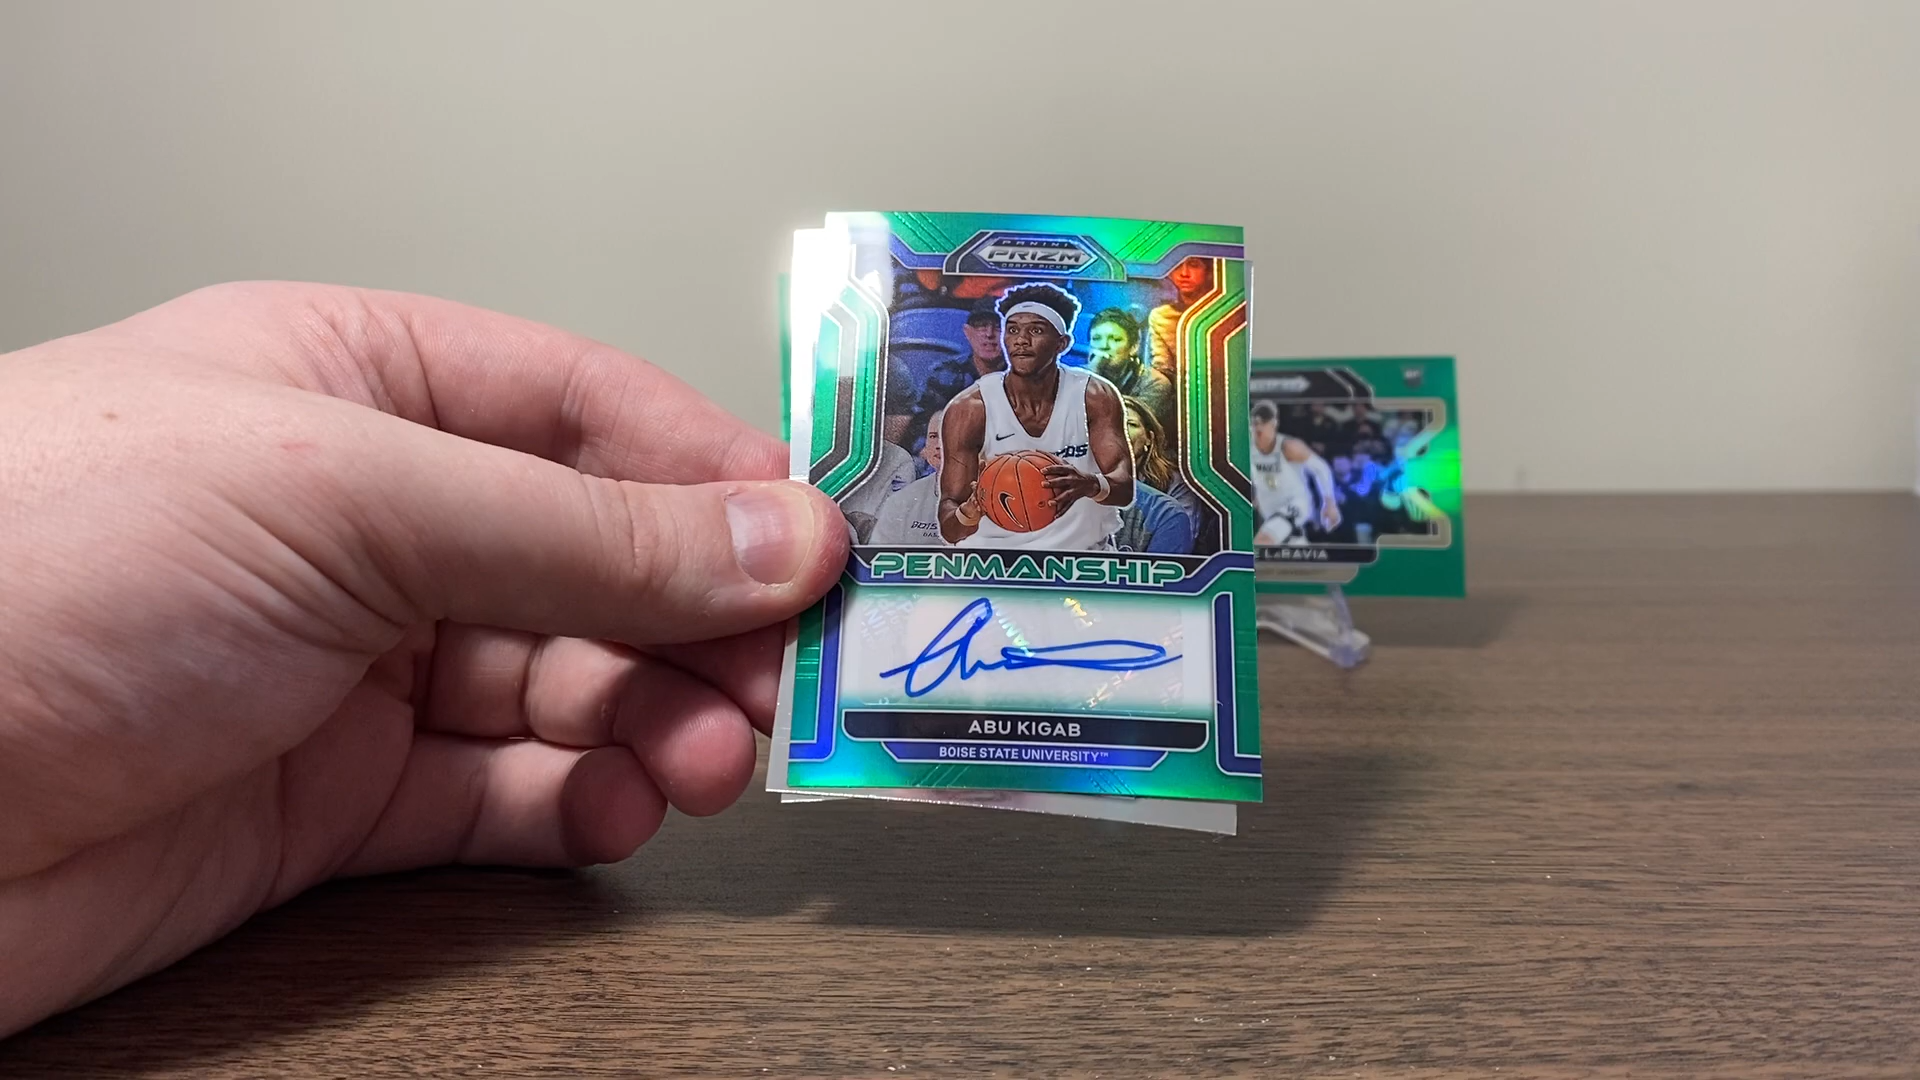 PANINI
PRIZM
DRAFT PICKS
PENMANSHIP
ABU KIGAB
BOISE STATE UNIVERSITY™
LaRAVIA